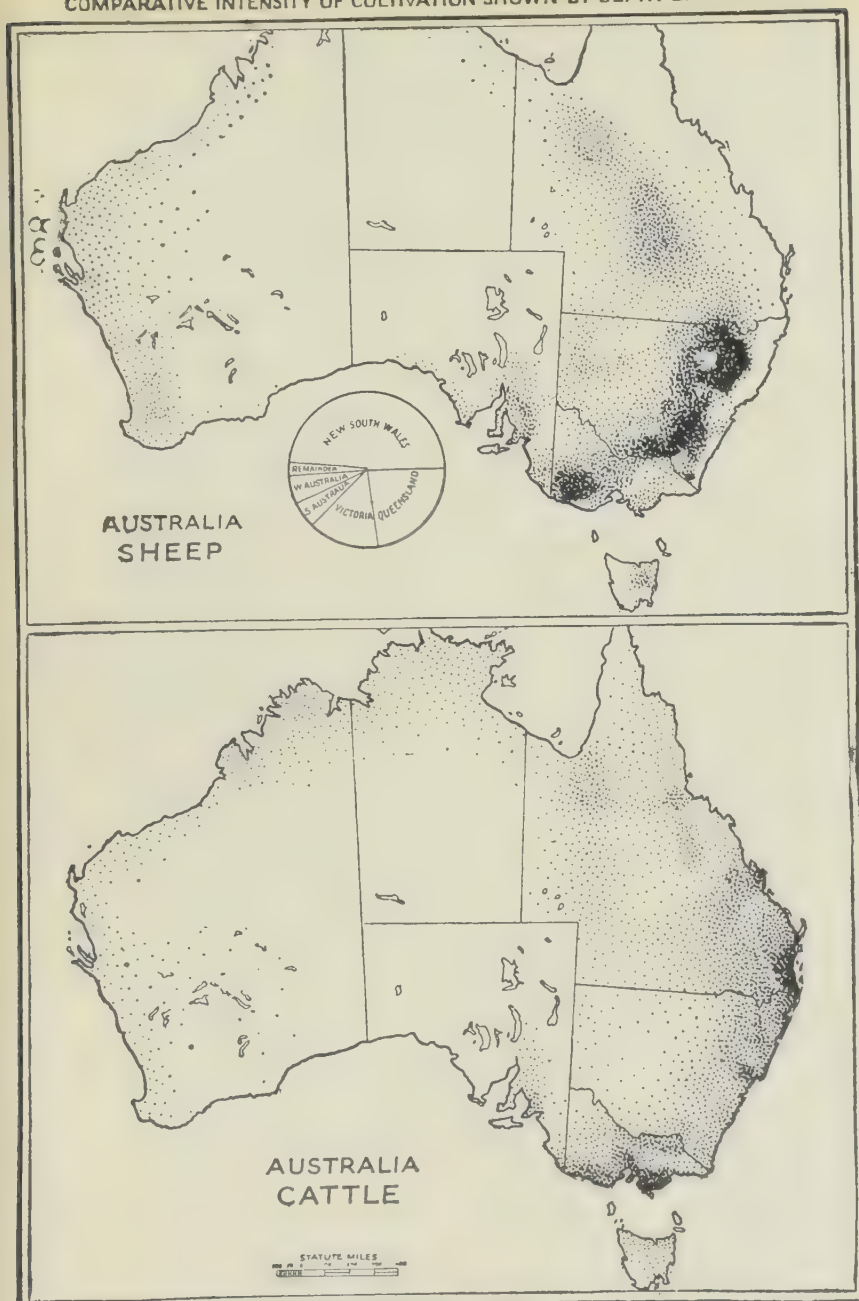 COMPARATIVE INTENSITY OF CULTIVATION SHOWN BY
NEW SOUTH WALES
REMAINDER
W AUSTRALIA
S AUSTRALIA
VICTORIA
QUEENSLAND
AUSTRALIA
SHEEP
AUSTRALIA
CATTLE
STATUTE MILES